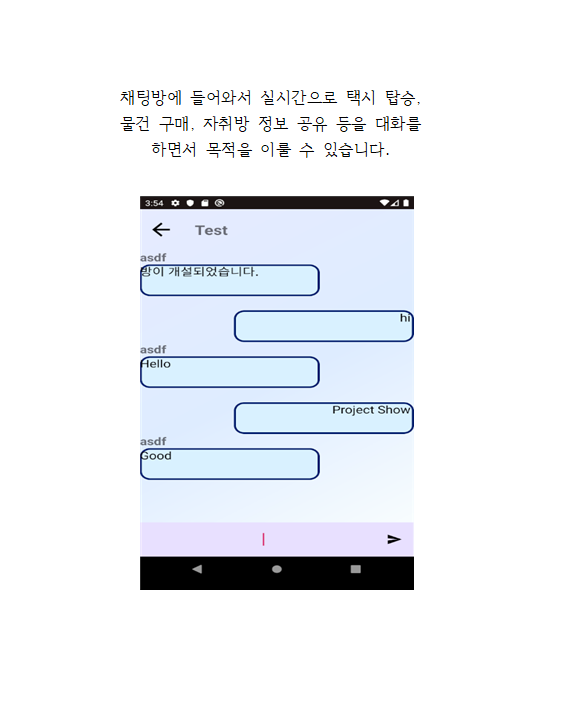 채팅방에 들어와서 실시간으로 택시 탑승,
물건 구매, 자취방 정보 공유 등을 대화를
하면서 목적을 이룰 수 있습니다.
3:54
Test
asdf
방이 개설되었습니다.
hi
asdf
Hello
Project Show
asdf
Good